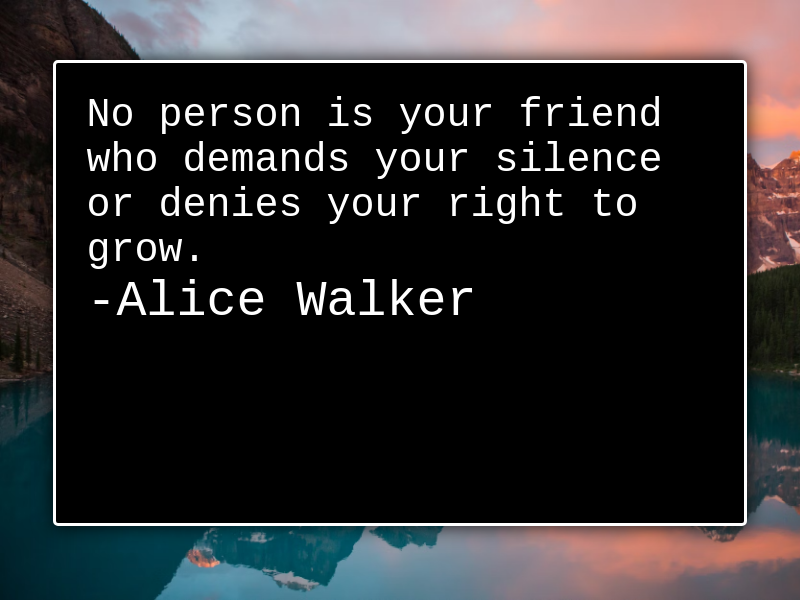 No person is your friend
who demands your silence
or denies your right to
grow.
-Alice Walker